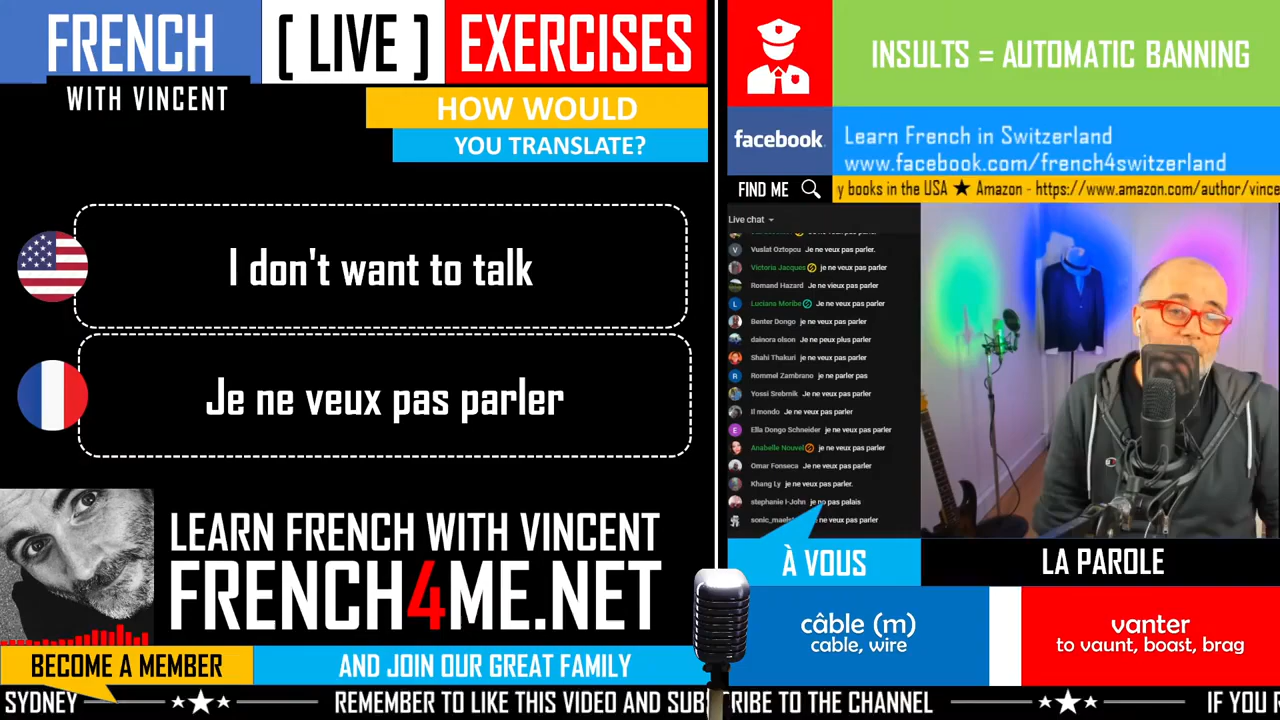 FRENCH [ LIVE ] EXERCISES
WITH VINCENT
HOW WOULD
YOU TRANSLATE?
I don't want to talk
Je ne veux pas parler
LEARN FRENCH WITH VINCENT
FRENCH4ME.NET
BECOME A MEMBER
AND JOIN OUR GREAT FAMILY
INSULTS = AUTOMATIC BANNING
facebook.
Learn French in Switzerland
www.facebook.com/french4switzerland
FIND ME
y books in the USA ★ Amazon - https://www.amazon.com/author/vince
Live chat
Vuslat Oztopcu Je ne veux pas parler.
Victoria Jacques je ne veux pas parler
Romand Hazard Je ne vieux pas parler
Luciana Meribe Je ne veux pas parler
Benter Dongo je ne veux pas parler
dainora olson Je ne peux plus parler
Shahi Thakuri je ne veux pas parler
Rommel Zambrano je ne parler pas
Yossi Srebrnik je ne veux pas parler
Il mondo Je ne veux pas parler
Ella Dongo Schneider je ne veux pas parler
Anabelle Nouvel je ne veux pas parler
Omar Fonseca Je ne veux pas parler
Khang Ly je ne veux pas parler.
stephanie I-John je ne pas palais
ne veux pas parler
À VOUS
LA PAROLE
câble (m)
cable, wire
vanter
to vaunt, boast, brag
SYDNEY
REMEMBER TO LIKE THIS VIDEO AND SUBSCRIBE TO THE CHANNEL
IF YOU